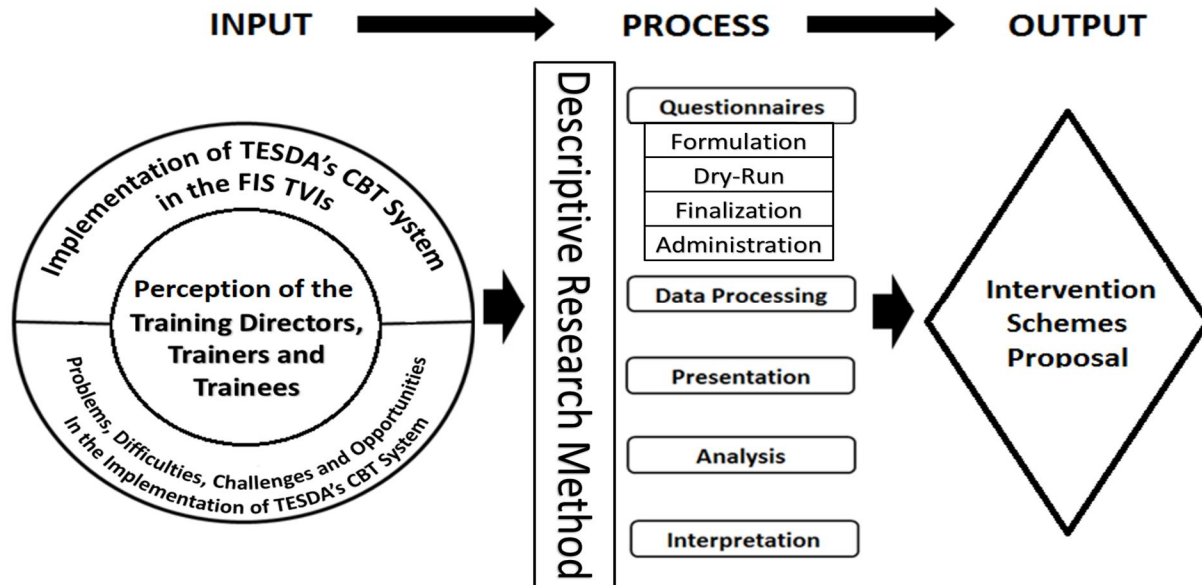 INPUT
PROCESS
OUTPUT
Implementation of TESDA's CBT System
in the FIS TVIs
Perception of the
Training Directors,
Trainers and
Trainees
Problems, Difficulties, Challenges and Opportunities
In the Implementation of TESDA's CBT System
Descriptive Research Method
Questionnaires
Formulation
Dry-Run
Finalization
Administration
Data Processing
Presentation
Analysis
Interpretation
Intervention
Schemes
Proposal